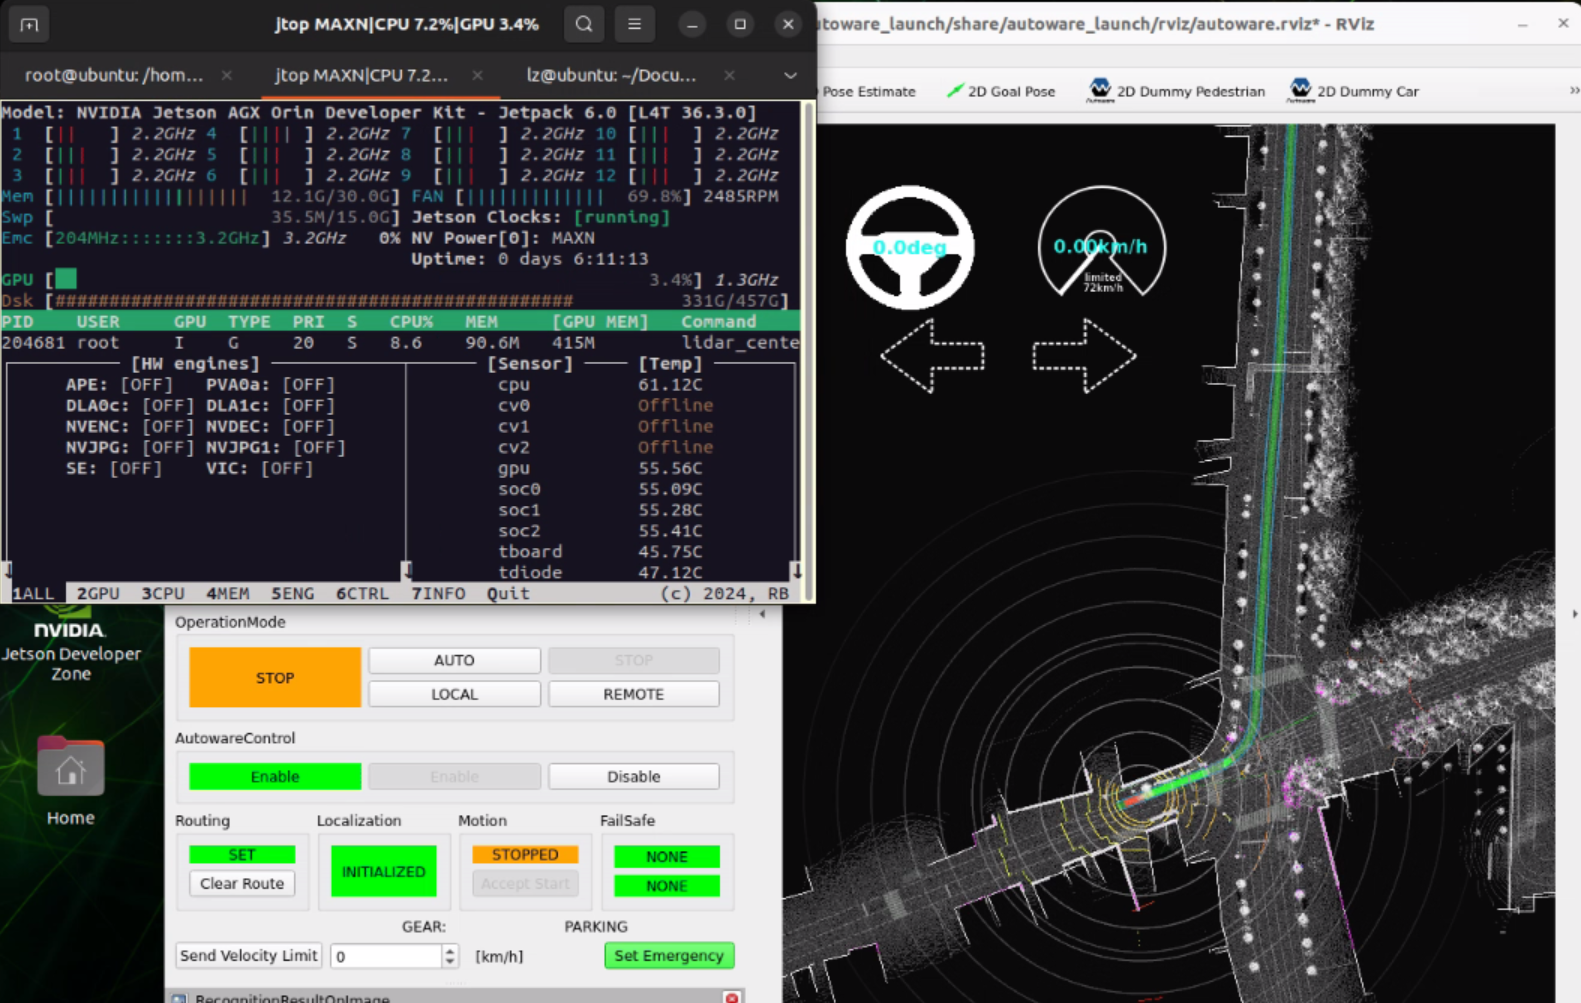 jtop MAXN|CPU 7.2%|GPU 3.4%
root@ubuntu: /hom...
jtop MAXN|CPU 7.2...
lz@ubuntu: ~/Docu...
Model: NVIDIA Jetson AGX Orin Developer Kit - Jetpack 6.0 [L4T 36.3.0]
1 [|| ] 2.2GHz 4 [|||| ] 2.2GHz 7 [||| ] 2.2GHz 10 [||| ] 2.2GHz
2 [||| ] 2.2GHz 5 [||| ] 2.2GHz 8 [||| ] 2.2GHz 11 [||| ] 2.2GHz
3 [|||| ] 2.2GHz 6 [||| ] 2.2GHz 9 [||| ] 2.2GHz 12 [||| ] 2.2GHz
Mem [|||||||||||||||||| 12.1G/30.0G] FAN [||||||||||||| 69.8%] 2485RPM
Swp [ 35.5M/15.0G] Jetson Clocks: [running]
Emc [204MHz:::::::3.2GHz] 3.2GHz 0% NV Power[0]: MAXN
Uptime: 0 days 6:11:13
GPU [ 3.4%] 1.3GHz
Dsk [################################################# 331G/457G]
PID USER GPU TYPE PRI S CPU% MEM [GPU MEM] Command
204681 root I G 20 S 8.6 90.6M 415M lidar_cente
[HW engines]
APE: [OFF] PVA0a: [OFF]
DLA0c: [OFF] DLA1c: [OFF]
NVENC: [OFF] NVDEC: [OFF]
NVJPG: [OFF] NVJPG1: [OFF]
SE: [OFF] VIC: [OFF]
[Sensor] [Temp]
cpu 61.12C
cv0 Offline
cv1 Offline
cv2 Offline
gpu 55.56C
soc0 55.09C
soc1 55.28C
soc2 55.41C
tboard 45.75C
tdiode 47.12C
1ALL 2GPU 3CPU 4MEM 5ENG 6CTRL 7INFO Quit (c) 2024, RB
toware_launch/share/autoware_launch/rviz/autoware.rviz* - RViz
Pose Estimate
2D Goal Pose
2D Dummy Pedestrian
2D Dummy Car
»
0.0deg
0.00km/h
limited
72km/h
NVIDIA.
Jetson Developer
Zone
Home
OperationMode
STOP
AUTO
STOP
LOCAL
REMOTE
AutowareControl
Enable
Enable
Disable
Routing
Localization
Motion
FailSafe
SET
Clear Route
INITIALIZED
STOPPED
Accept Start
NONE
NONE
GEAR:
PARKING
Send Velocity Limit
0
[km/h]
Set Emergency
RecognitionResultOnImage